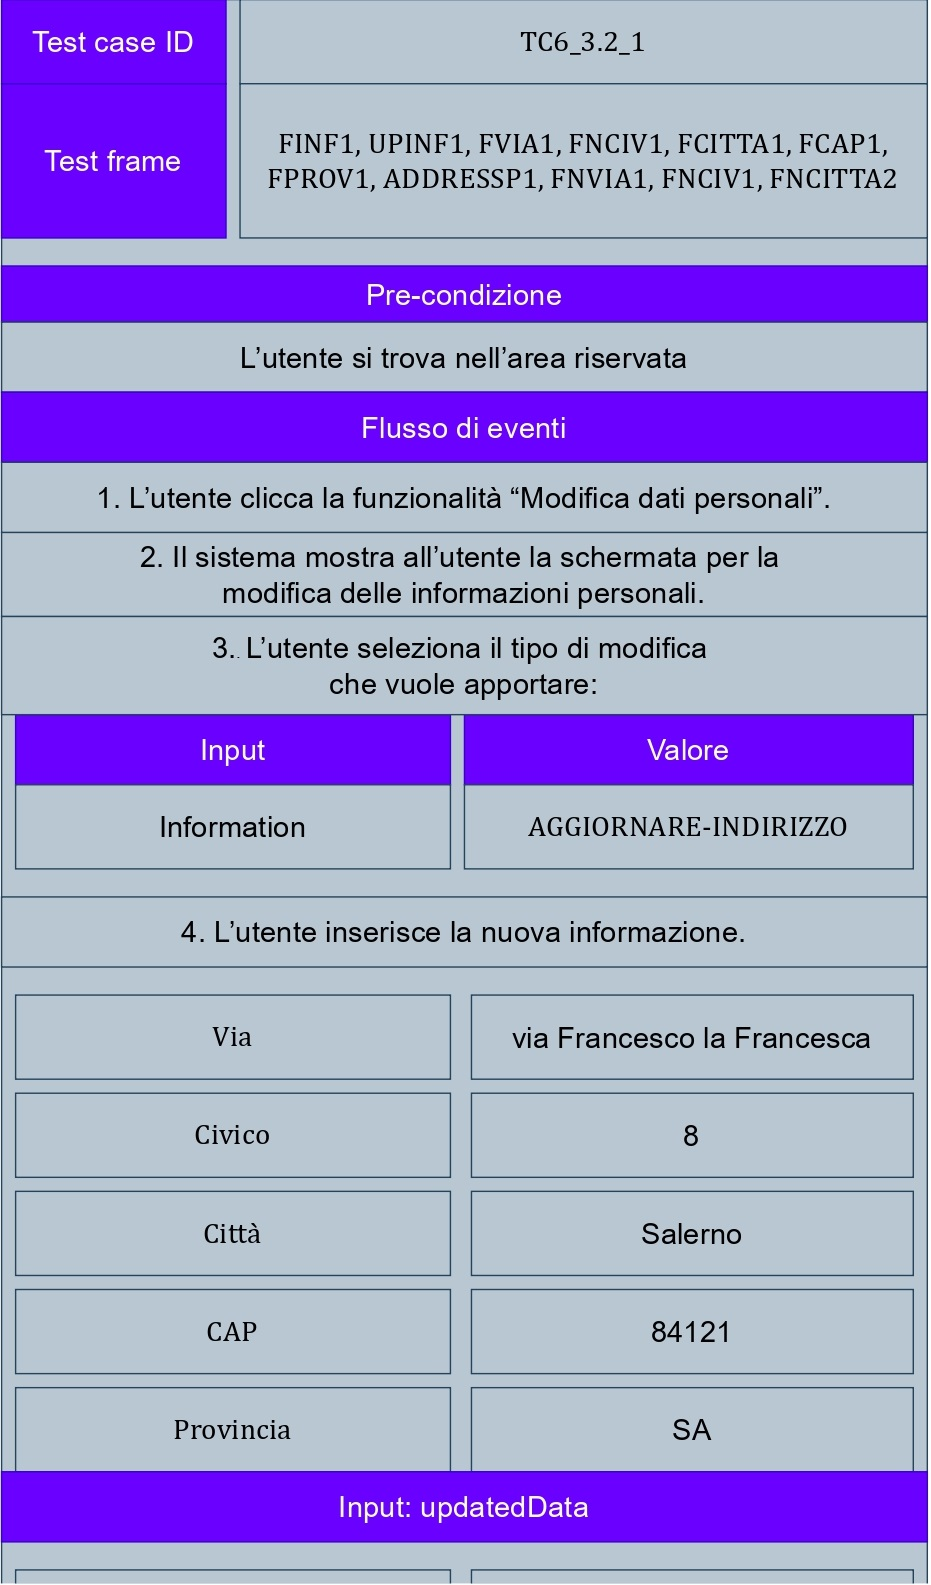 Test case ID
TC6_3.2_1
Test frame
FINF1, UPINF1, FVIA1, FNCIV1, FCITTA1, FCAP1,
FPROV1, ADDRESSP1, FNVIA1, FNCIV1, FNCITTA2
Pre-condizione
L’utente si trova nell’area riservata
Flusso di eventi
1. L’utente clicca la funzionalità “Modifica dati personali”.
2. Il sistema mostra all’utente la schermata per la
modifica delle informazioni personali.
3.. L’utente seleziona il tipo di modifica
che vuole apportare:
Input
Valore
Information
AGGIORNARE-INDIRIZZO
4. L’utente inserisce la nuova informazione.
Via
via Francesco la Francesca
Civico
8
Città
Salerno
CAP
84121
Provincia
SA
Input: updatedData